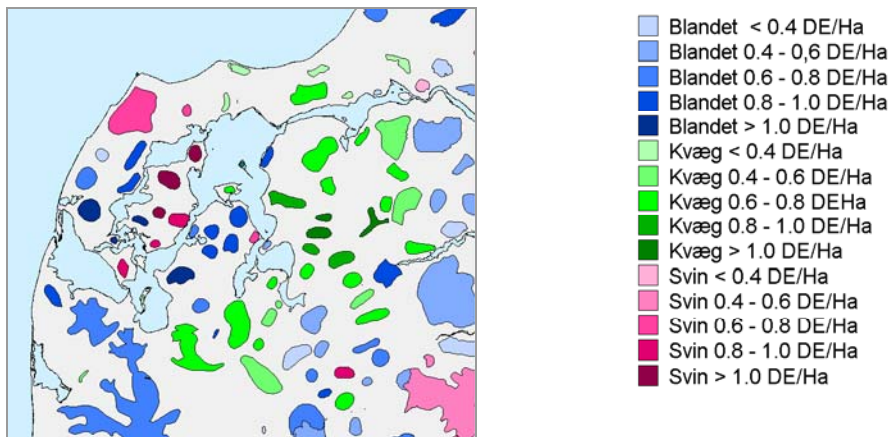 Blandet < 0.4 DE/Ha
Blandet 0.4 - 0,6 DE/Ha
Blandet 0.6 - 0.8 DE/Ha
Blandet 0.8 - 1.0 DE/Ha
Blandet > 1.0 DE/Ha
Kvæg < 0.4 DE/Ha
Kvæg 0.4 - 0.6 DE/Ha
Kvæg 0.6 - 0.8 DEHa
Kvæg 0.8 - 1.0 DE/Ha
Kvæg > 1.0 DE/Ha
Svin < 0.4 DE/Ha
Svin 0.4 - 0.6 DE/Ha
Svin 0.6 - 0.8 DE/Ha
Svin 0.8 - 1.0 DE/Ha
Svin > 1.0 DE/Ha